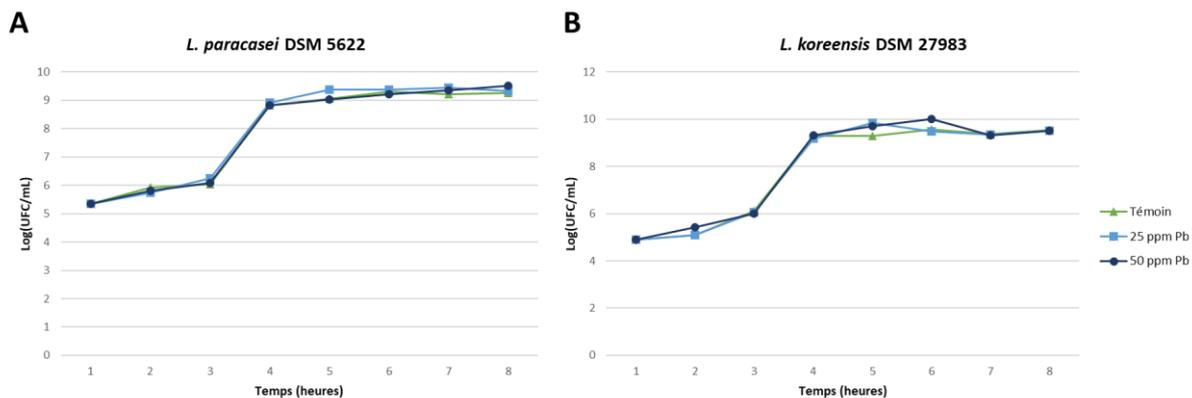 A
L. paracasei DSM 5622
10
9
8
7
6
5
4
3
2
1
0
Log(UFC/mL)
1 2 3 4 5 6 7 8
Temps (heures)
B
L. koreensis DSM 27983
12
10
8
6
4
2
0
Log(UFC/mL)
1 2 3 4 5 6 7 8
Temps (heures)
Témoin
25 ppm Pb
50 ppm Pb